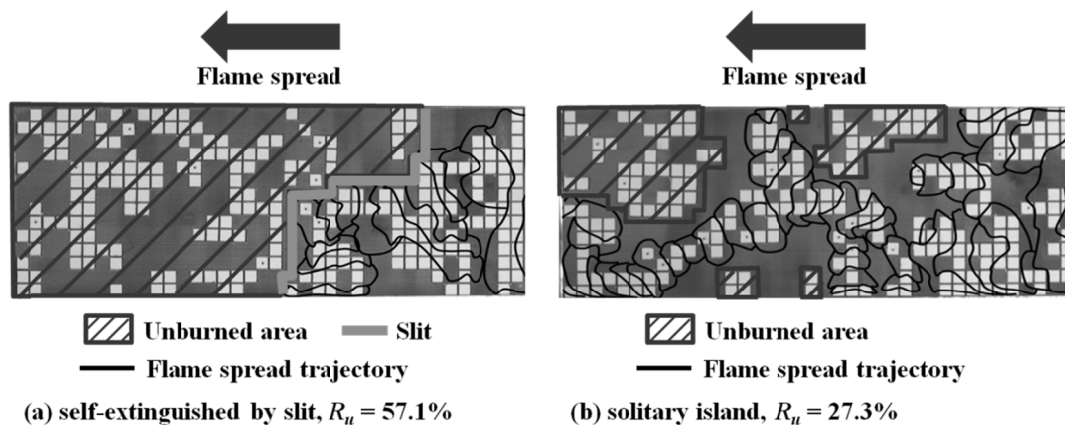 Flame spread
Flame spread
Unburned area
Slit
Flame spread trajectory
(a) self-extinguished by slit, Rᵤ = 57.1%
Unburned area
Flame spread trajectory
(b) solitary island, Rᵤ = 27.3%